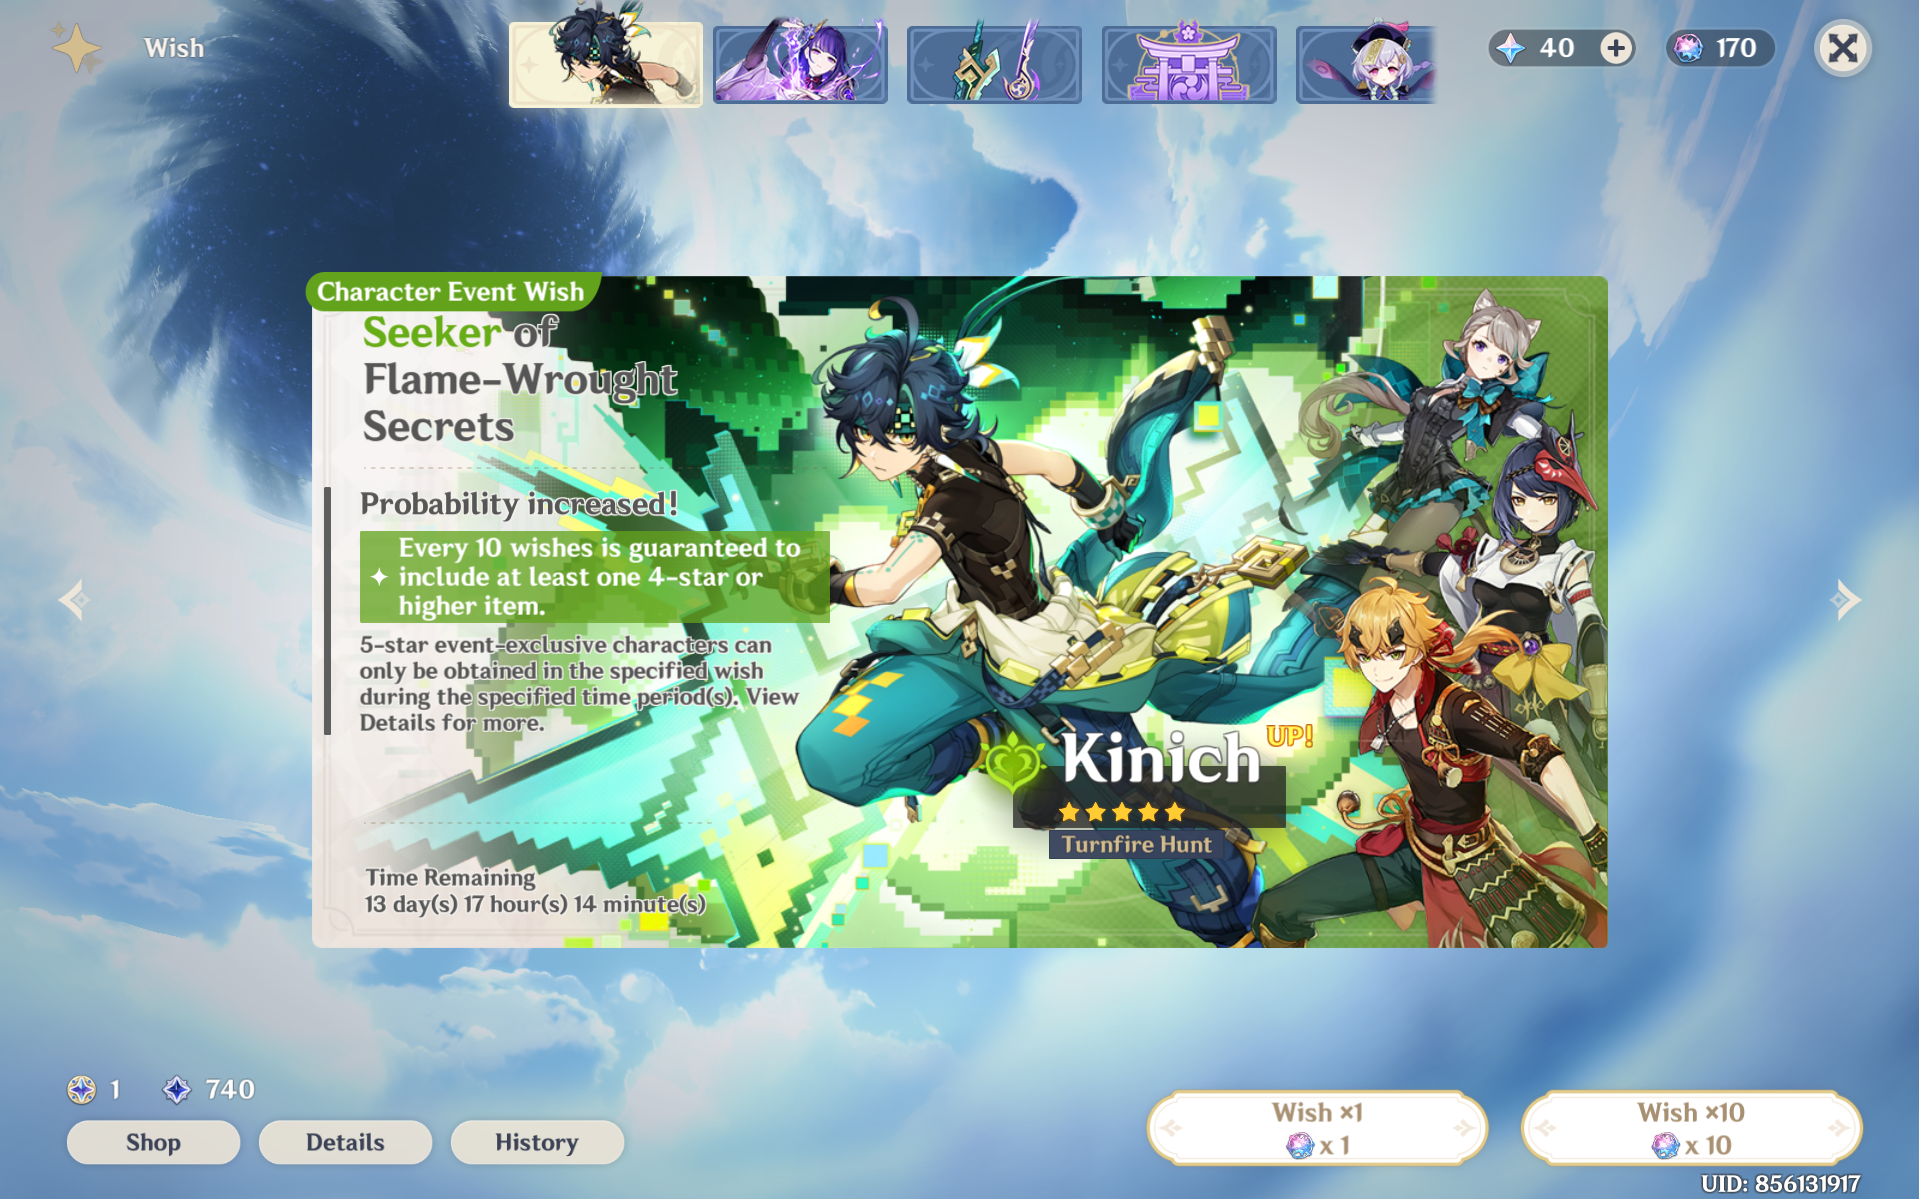 Wish
40
170
Character Event Wish
Seeker of
Flame-Wrought
Secrets
Probability increased!
Every 10 wishes is guaranteed to
include at least one 4-star or
higher item.
5-star event-exclusive characters can
only be obtained in the specified wish
during the specified time period(s). View
Details for more.
Kinich UP!
Turnfire Hunt
Time Remaining
13 day(s) 17 hour(s) 14 minute(s)
1
740
Shop
Details
History
Wish ×1
x 1
Wish ×10
x 10
UID: 856131917